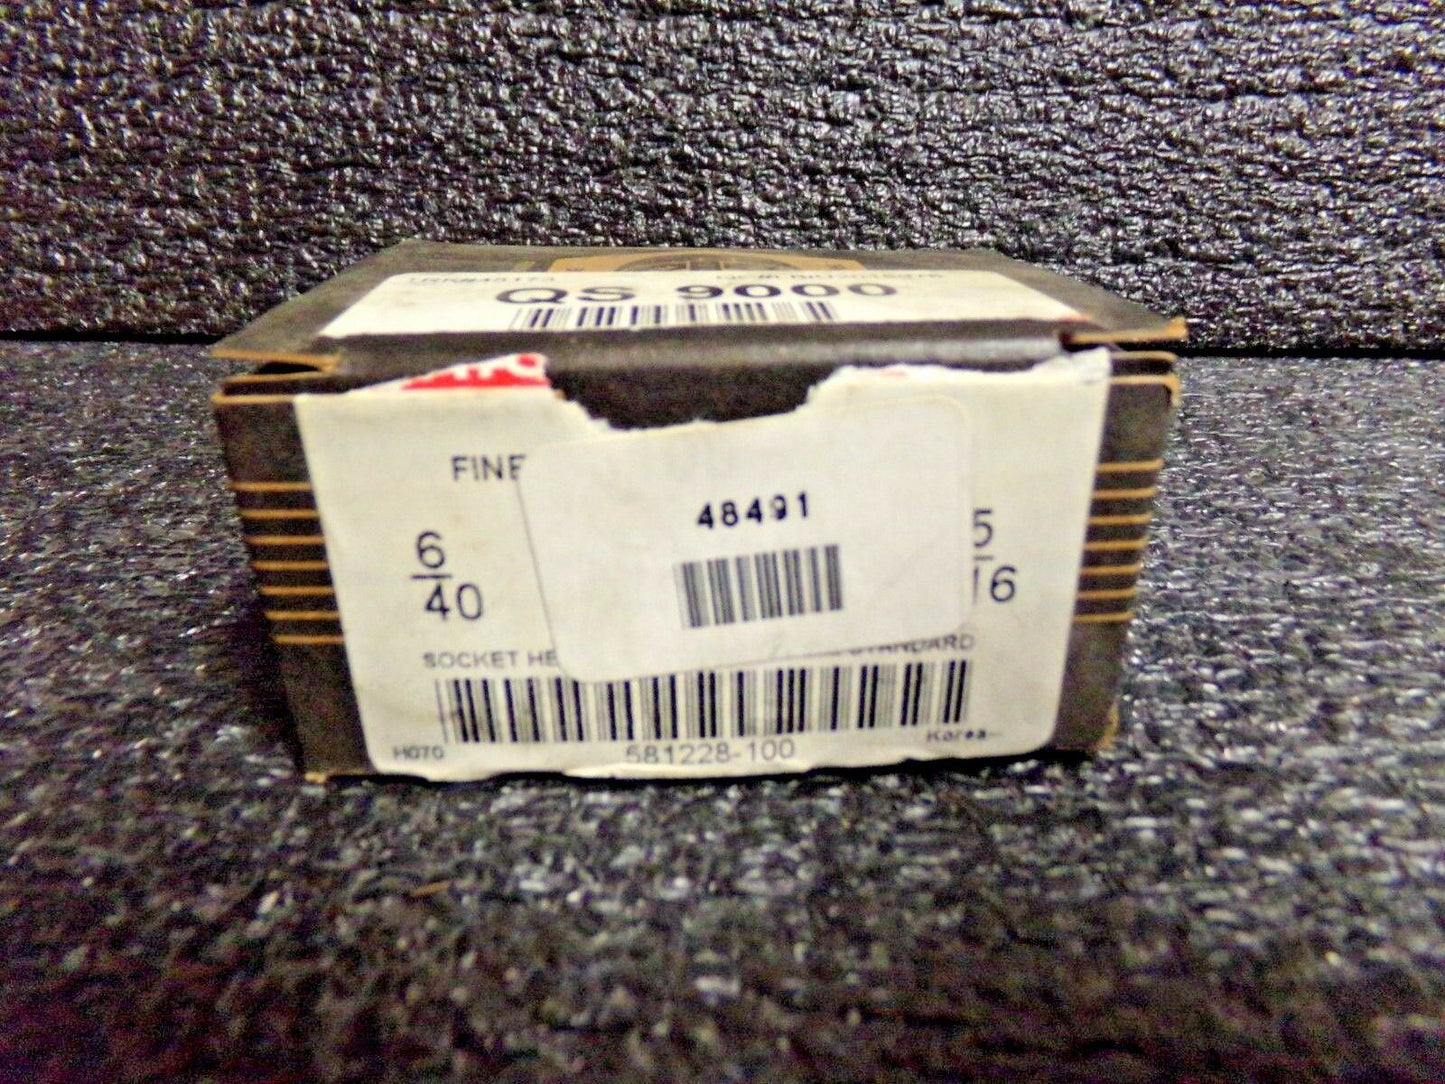 QS 9000
FINE
48491
6
40
5
16
SOCKET HE
STANDARD
H070
581228-100
Korea